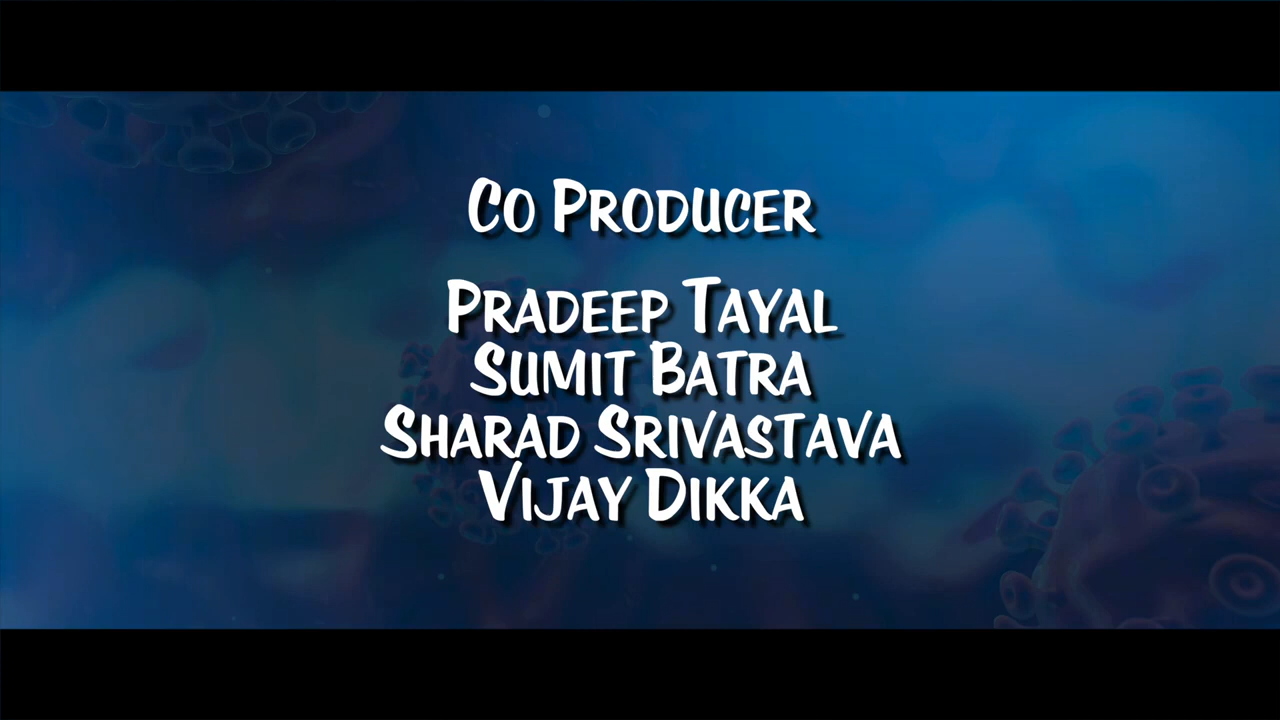 Co Producer
Pradeep Tayal
Sumit Batra
Sharad Srivastava
Vijay Dikka